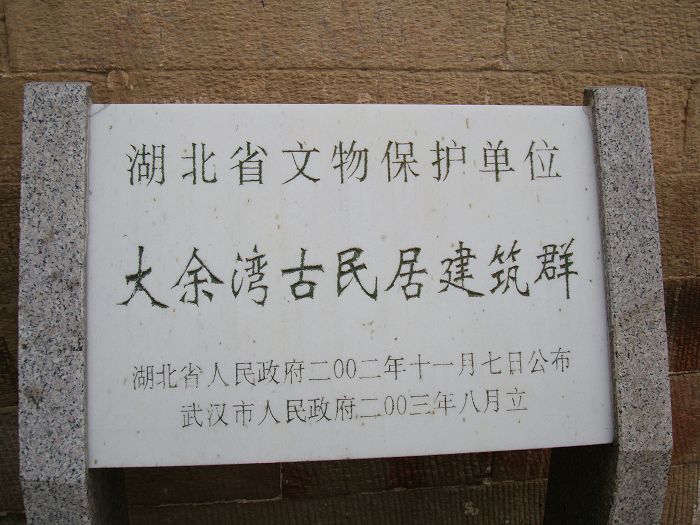 湖北省文物保护单位
大余湾古民居建筑群
湖北省人民政府二00二年十一月七日公布
武汉市人民政府二00三年八月立